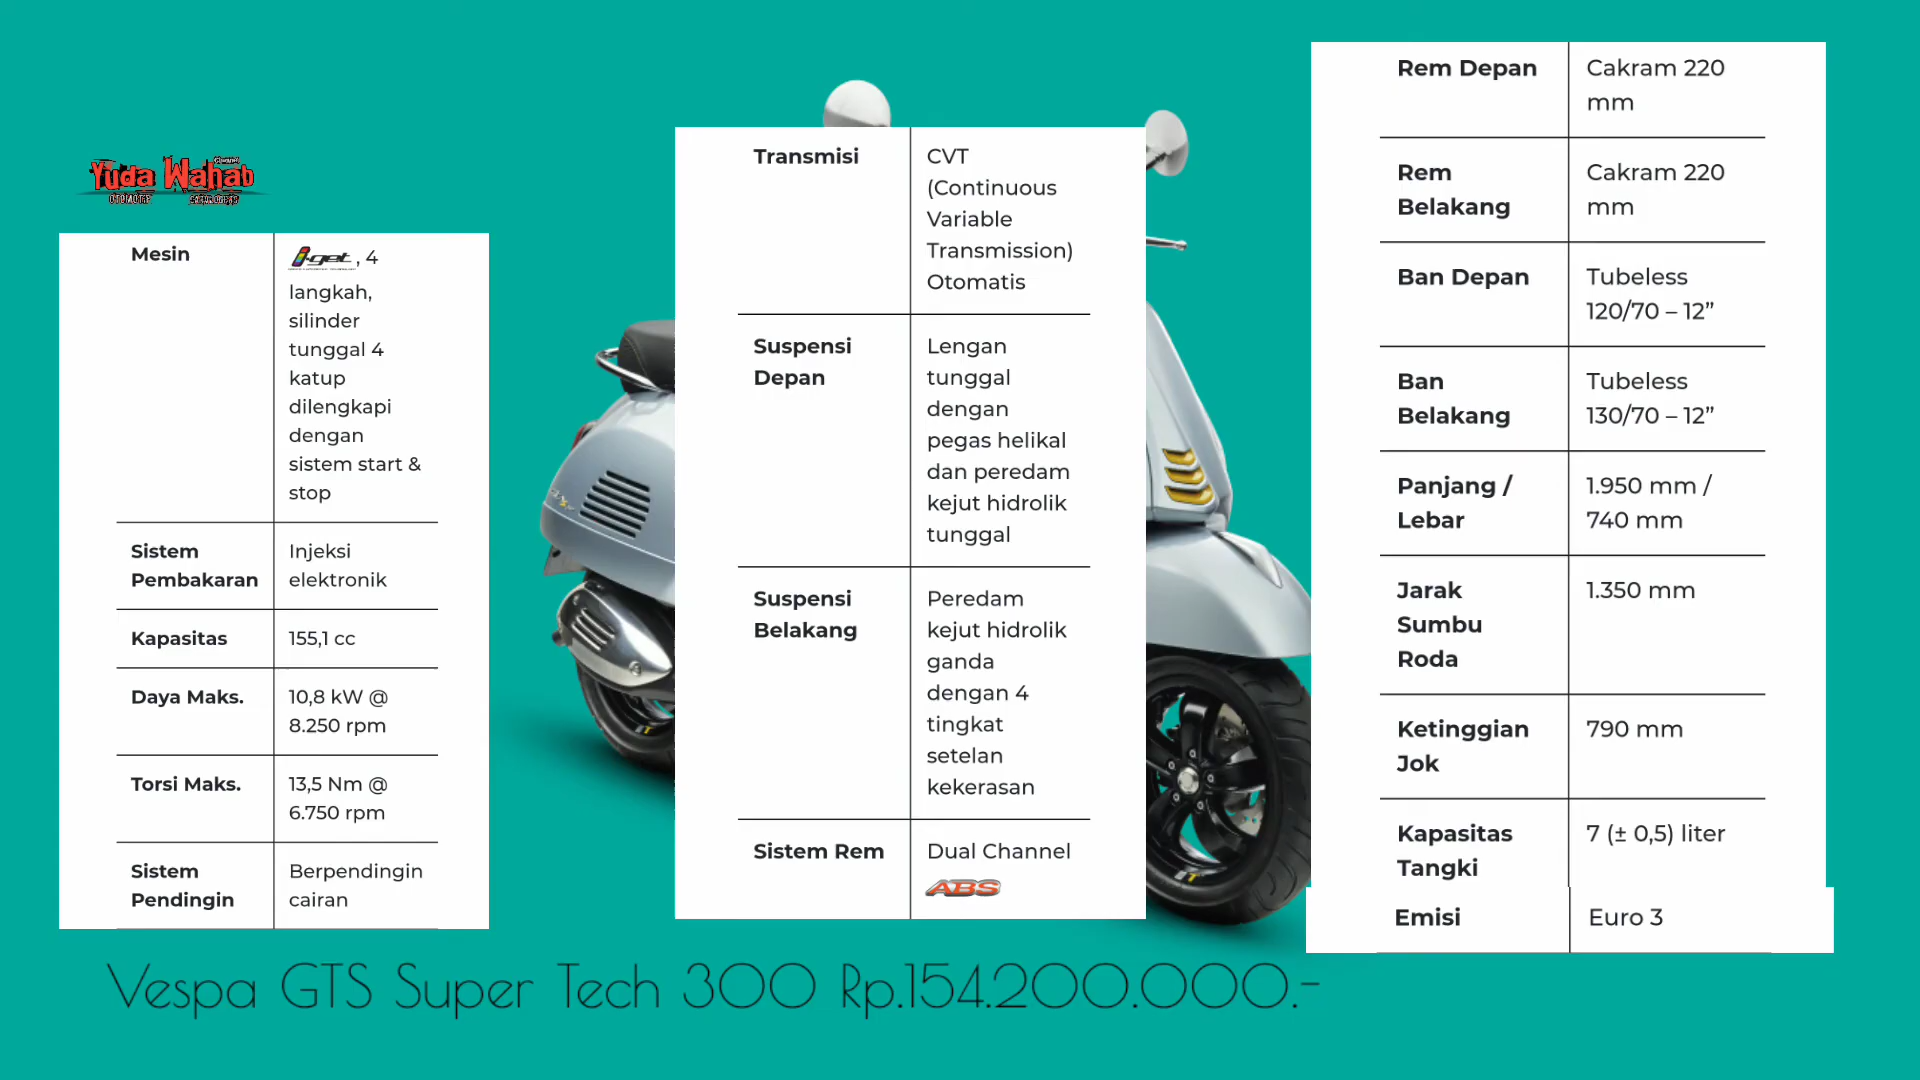 Yuda Wahab
Mesin
i-get , 4
langkah,
silinder
tunggal 4
katup
dilengkapi
dengan
sistem start &
stop
Sistem
Pembakaran
Injeksi
elektronik
Kapasitas
155,1 cc
Daya Maks.
10,8 kW @
8.250 rpm
Torsi Maks.
13,5 Nm @
6.750 rpm
Sistem
Pendingin
Berpendingin
cairan
Transmisi
CVT
(Continuous
Variable
Transmission)
Otomatis
Suspensi
Depan
Lengan
tunggal
dengan
pegas helikal
dan peredam
kejut hidrolik
tunggal
Suspensi
Belakang
Peredam
kejut hidrolik
ganda
dengan 4
tingkat
setelan
kekerasan
Sistem Rem
Dual Channel
ABS
Rem Depan
Cakram 220
mm
Rem
Belakang
Cakram 220
mm
Ban Depan
Tubeless
120/70 – 12”
Ban
Belakang
Tubeless
130/70 – 12”
Panjang /
Lebar
1.950 mm /
740 mm
Jarak
Sumbu
Roda
1.350 mm
Ketinggian
Jok
790 mm
Kapasitas
Tangki
7 (± 0,5) liter
Emisi
Euro 3
Vespa GTS Super Tech 300 Rp.154.200.000.-